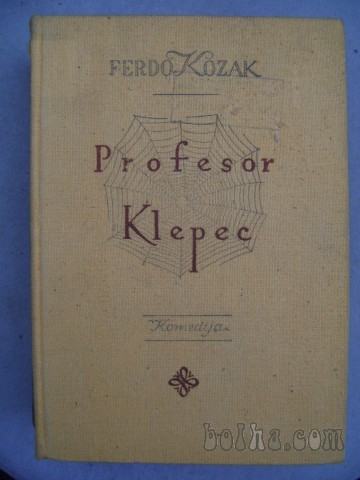 FERDO KOZAK
Profesor
Klepec
Komedija
bolha.com